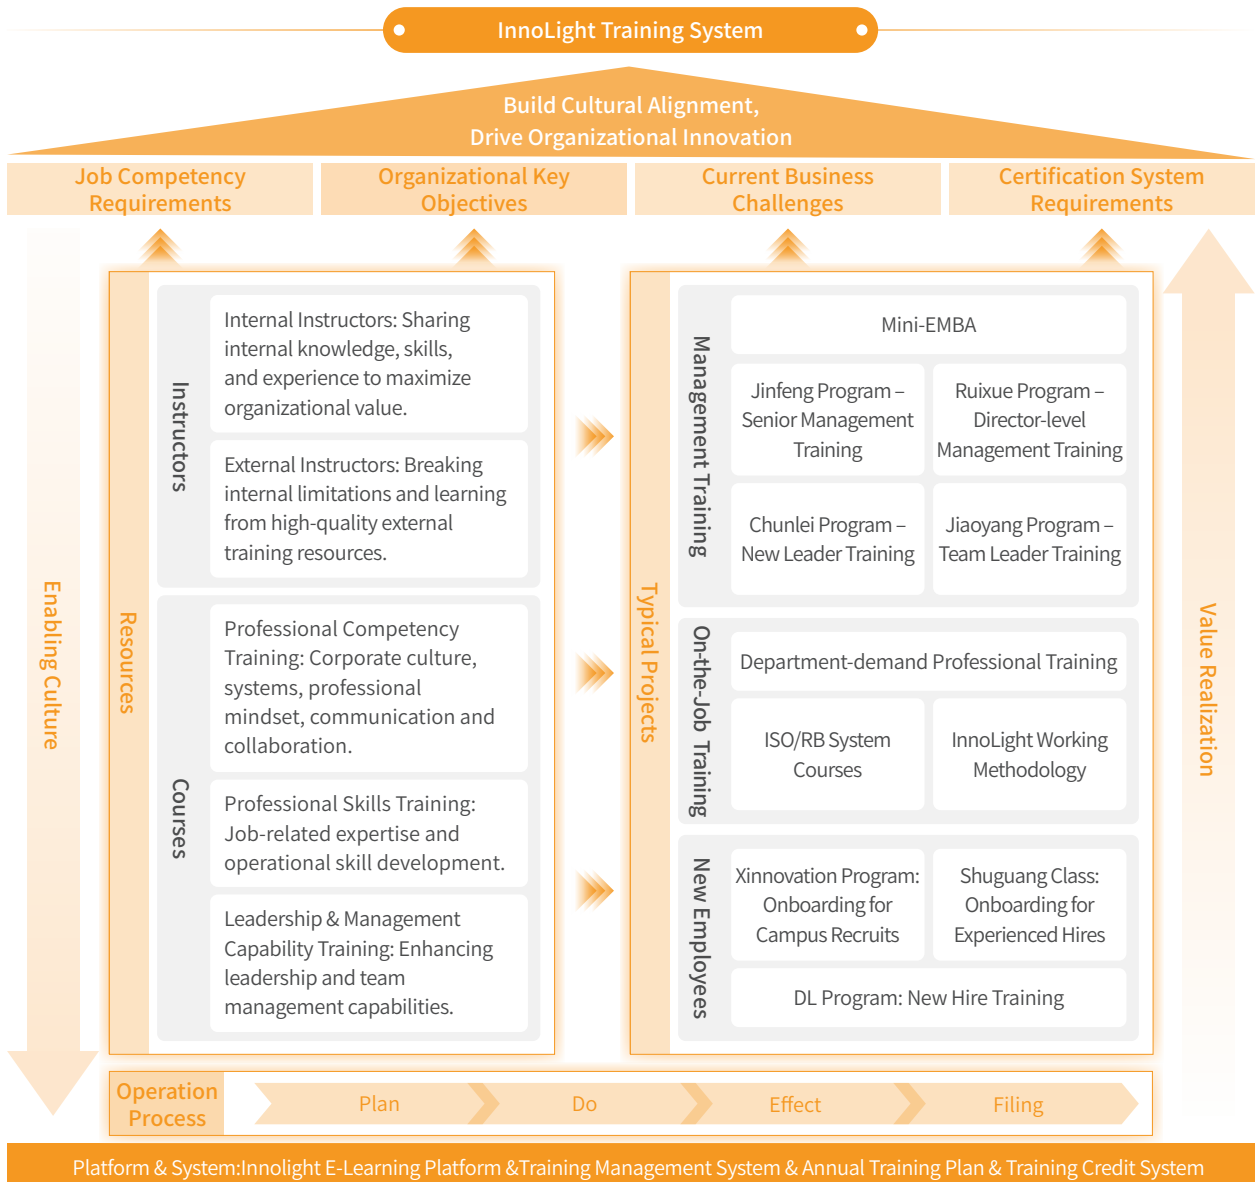 InnoLight Training System
Build Cultural Alignment,
Drive Organizational Innovation
Job Competency
Requirements
Organizational Key
Objectives
Current Business
Challenges
Certification System
Requirements
Enabling Culture
Resources
Instructors
Internal Instructors: Sharing
internal knowledge, skills,
and experience to maximize
organizational value.
External Instructors: Breaking
internal limitations and learning
from high-quality external
training resources.
Courses
Professional Competency
Training: Corporate culture,
systems, professional
mindset, communication and
collaboration.
Professional Skills Training:
Job-related expertise and
operational skill development.
Leadership & Management
Capability Training: Enhancing
leadership and team
management capabilities.
Typical Projects
Management Training
Mini-EMBA
Jinfeng Program –
Senior Management
Training
Ruixue Program –
Director-level
Management Training
Chunlei Program –
New Leader Training
Jiaoyang Program –
Team Leader Training
On-the-Job Training
Department-demand Professional Training
ISO/RB System
Courses
InnoLight Working
Methodology
New Employees
Xinnovation Program:
Onboarding for
Campus Recruits
Shuguang Class:
Onboarding for
Experienced Hires
DL Program: New Hire Training
Value Realization
Operation
Process
Plan
Do
Effect
Filing
Platform & System:Innolight E-Learning Platform &Training Management System & Annual Training Plan & Training Credit System